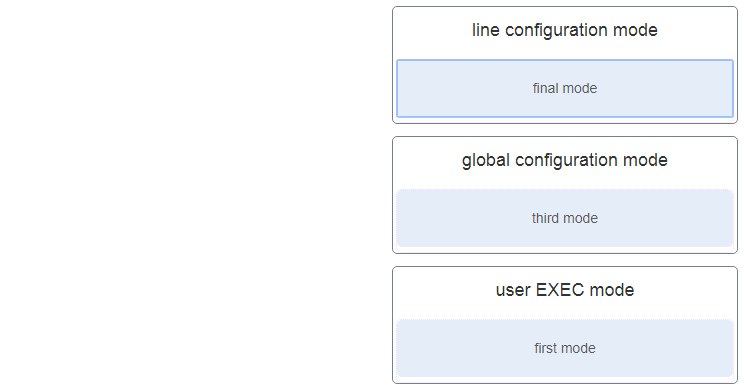 line configuration mode
final mode
global configuration mode
third mode
user EXEC mode
first mode